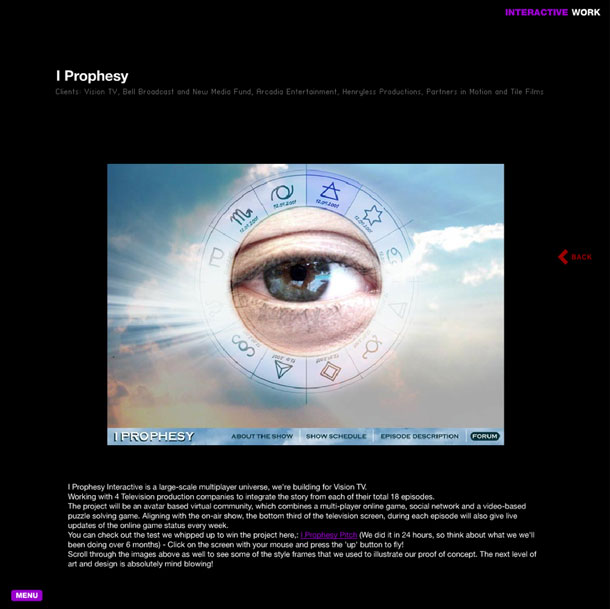 INTERACTIVE WORK
I Prophesy
Clients: Vision TV, Bell Broadcast and New Media Fund, Arcadia Entertainment, Henryless Productions, Partners in Motion and Tile Films
12.01.2001
12.01.2001
12.01.2001
BACK
I PROPHESY ABOUT THE SHOW SHOW SCHEDULE EPISODE DESCRIPTION FORUM
I Prophesy Interactive is a large-scale multiplayer universe, we're building for Vision TV.
Working with 4 Television production companies to integrate the story from each of their total 18 episodes.
The project will be an avatar based virtual community, which combines a multi-player online game, social network and a video-based
puzzle solving game. Aligning with the on-air show, the bottom third of the television screen, during each episode will also give live
updates of the online game status every week.
You can check out the test we whipped up to win the project here,: I Prophesy Pitch (We did it in 24 hours, so think about what we we'll
been doing over 6 months) - Click on the screen with your mouse and press the 'up' button to fly!
Scroll through the images above as well to see some of the style frames that we used to illustrate our proof of concept. The next level of
art and design is absolutely mind blowing!
MENU